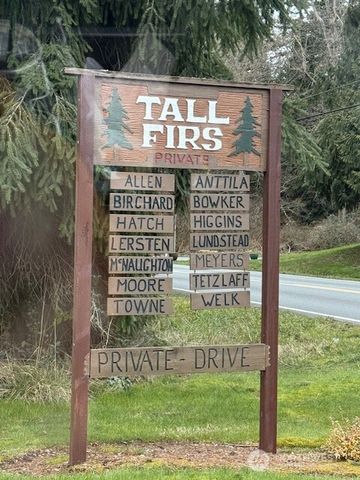 TALL
FIRS
PRIVATE
ALLEN
BIRCHARD
HATCH
LERSTEN
McNAUGHTON
MOORE
TOWNE
ANTTILA
BOWKER
HIGGINS
LUNDSTEAD
MEYERS
TETZLAFF
WELK
PRIVATE - DRIVE